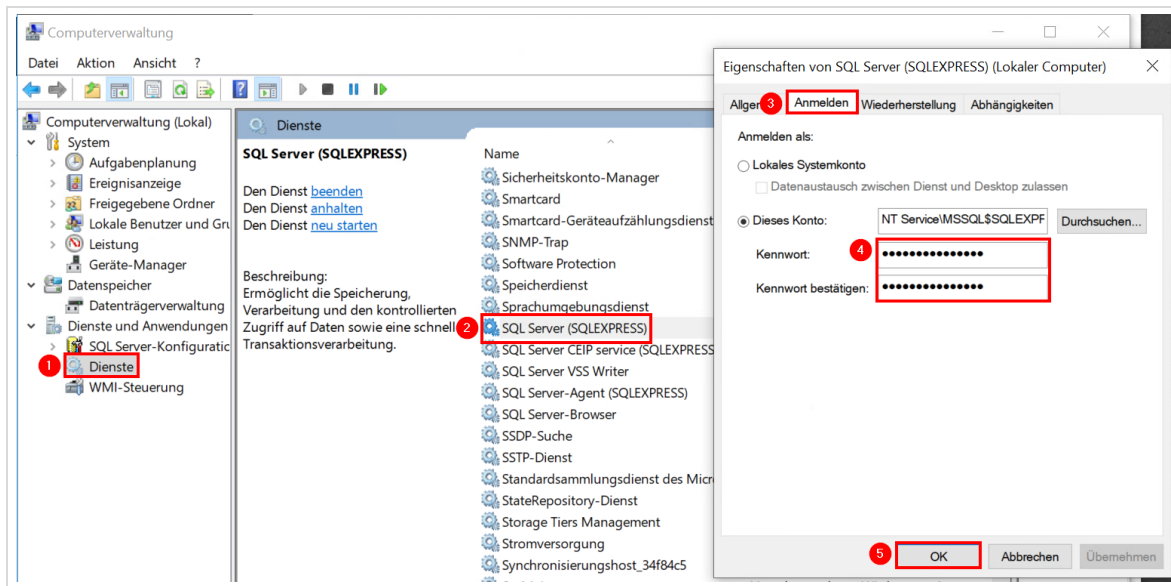 Computerverwaltung
Datei Aktion Ansicht ?
Computerverwaltung (Lokal)
System
Aufgabenplanung
Ereignisanzeige
Freigegebene Ordner
Lokale Benutzer und Gru
Leistung
Geräte-Manager
Datenspeicher
Datenträgerverwaltung
Dienste und Anwendungen
SQL Server-Konfiguratic
1 Dienste
WMI-Steuerung
Dienste
SQL Server (SQLEXPRESS)
Den Dienst beenden
Den Dienst anhalten
Den Dienst neu starten
Beschreibung:
Ermöglicht die Speicherung,
Verarbeitung und den kontrollierten
Zugriff auf Daten sowie eine schnell
Transaktionsverarbeitung.
Name
Sicherheitskonto-Manager
Smartcard
Smartcard-Geräteaufzählungsdienst
SNMP-Trap
Software Protection
Speicherdienst
Sprachumgebungsdienst
2 SQL Server (SQLEXPRESS)
SQL Server CEIP service (SQLEXPRESS
SQL Server VSS Writer
SQL Server-Agent (SQLEXPRESS)
SQL Server-Browser
SSDP-Suche
SSTP-Dienst
Standardsammlungsdienst des Micr
StateRepository-Dienst
Storage Tiers Management
Stromversorgung
Synchronisierungshost_34f84c5
Eigenschaften von SQL Server (SQLEXPRESS) (Lokaler Computer)
Allger 3 Anmelden Wiederherstellung Abhängigkeiten
Anmelden als:
Lokales Systemkonto
Datenaustausch zwischen Dienst und Desktop zulassen
Dieses Konto: NT Service\MSSQL$SQLEXPF Durchsuchen...
Kennwort: 4 •••••••••••••••
Kennwort bestätigen: •••••••••••••••
5 OK Abbrechen Übernehmen